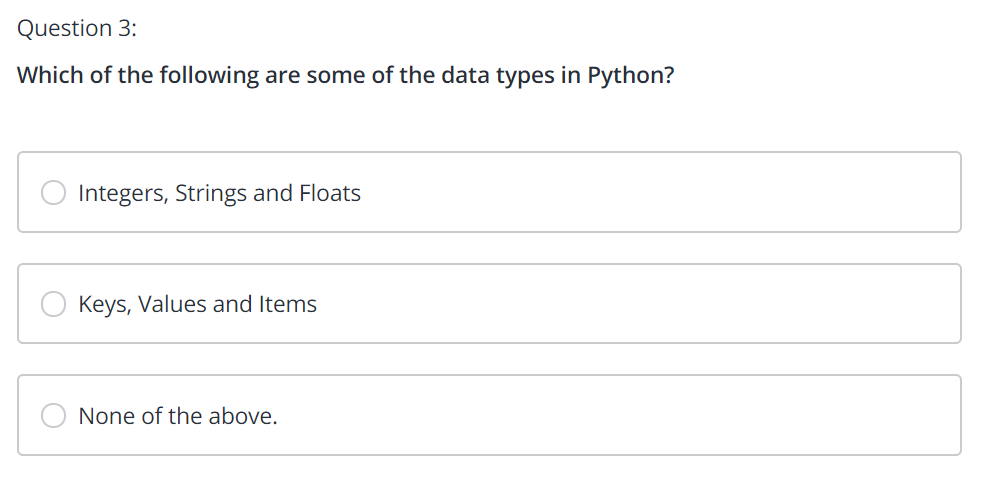 Question 3:
Which of the following are some of the data types in Python?
Integers, Strings and Floats
Keys, Values and Items
None of the above.